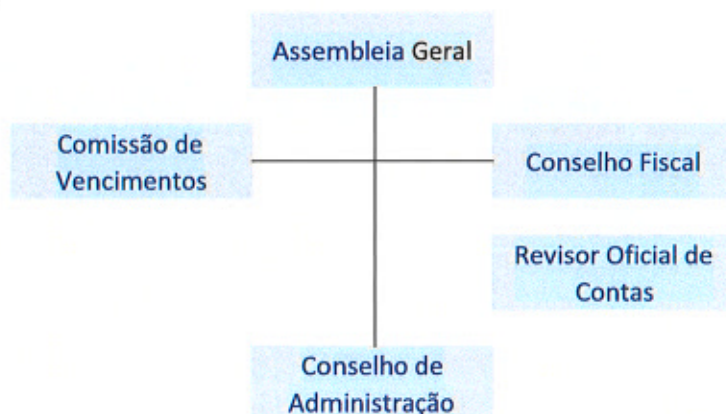 Assembleia Geral
Comissão de
Vencimentos
Conselho Fiscal
Revisor Oficial de
Contas
Conselho de
Administração